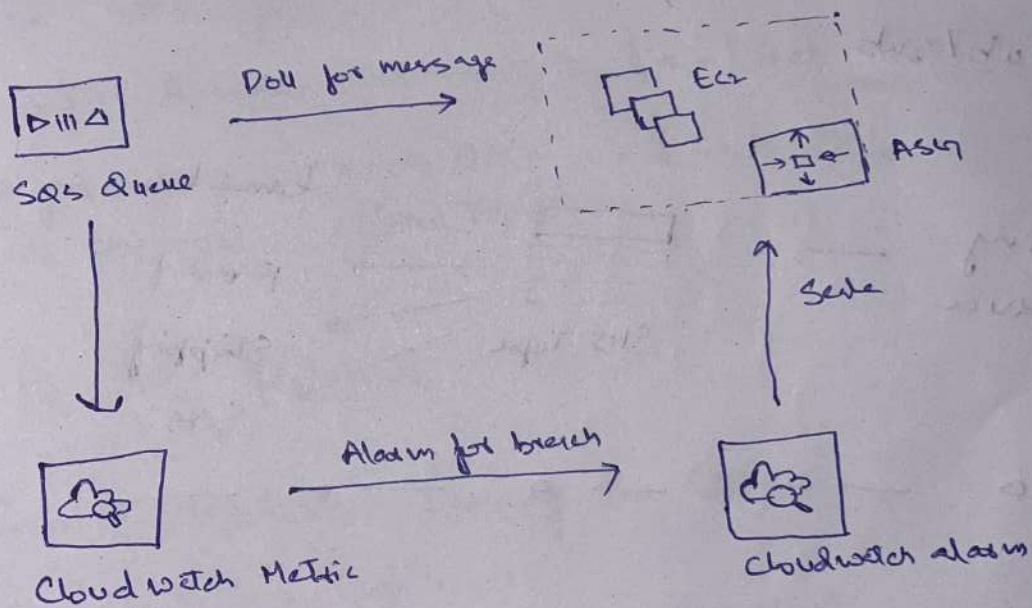 Poll for message
EC2
ASG
SQS Queue
Scale
Alarm for breach
Cloudwatch Metric
Cloudwatch alarm